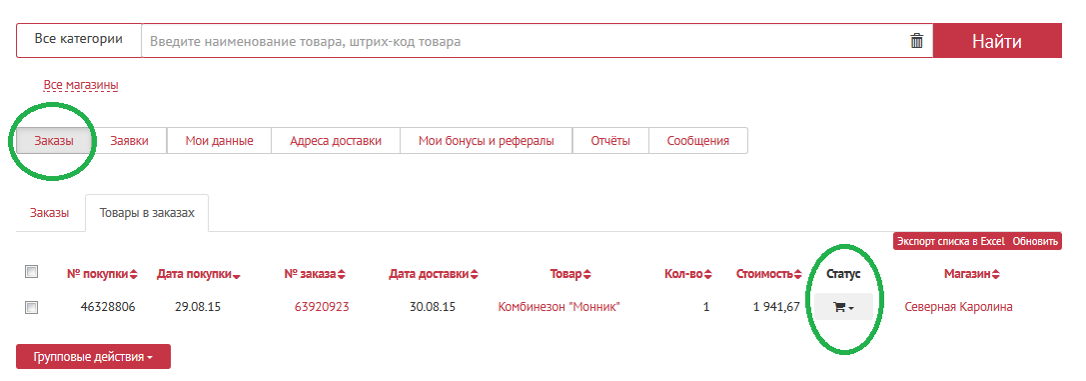 Все категории Введите наименование товара, штрих-код товара Найти
Все магазины
Заказы Заявки Мои данные Адреса доставки Мои бонусы и рефералы Отчёты Сообщения
Заказы Товары в заказах
Экспорт списка в Excel Обновить
№ покупки Дата покупки № заказа Дата доставки Товар Кол-во Стоимость Статус Магазин
46328806 29.08.15 63920923 30.08.15 Комбинезон "Монник" 1 1 941,67 Северная Каролина
Групповые действия